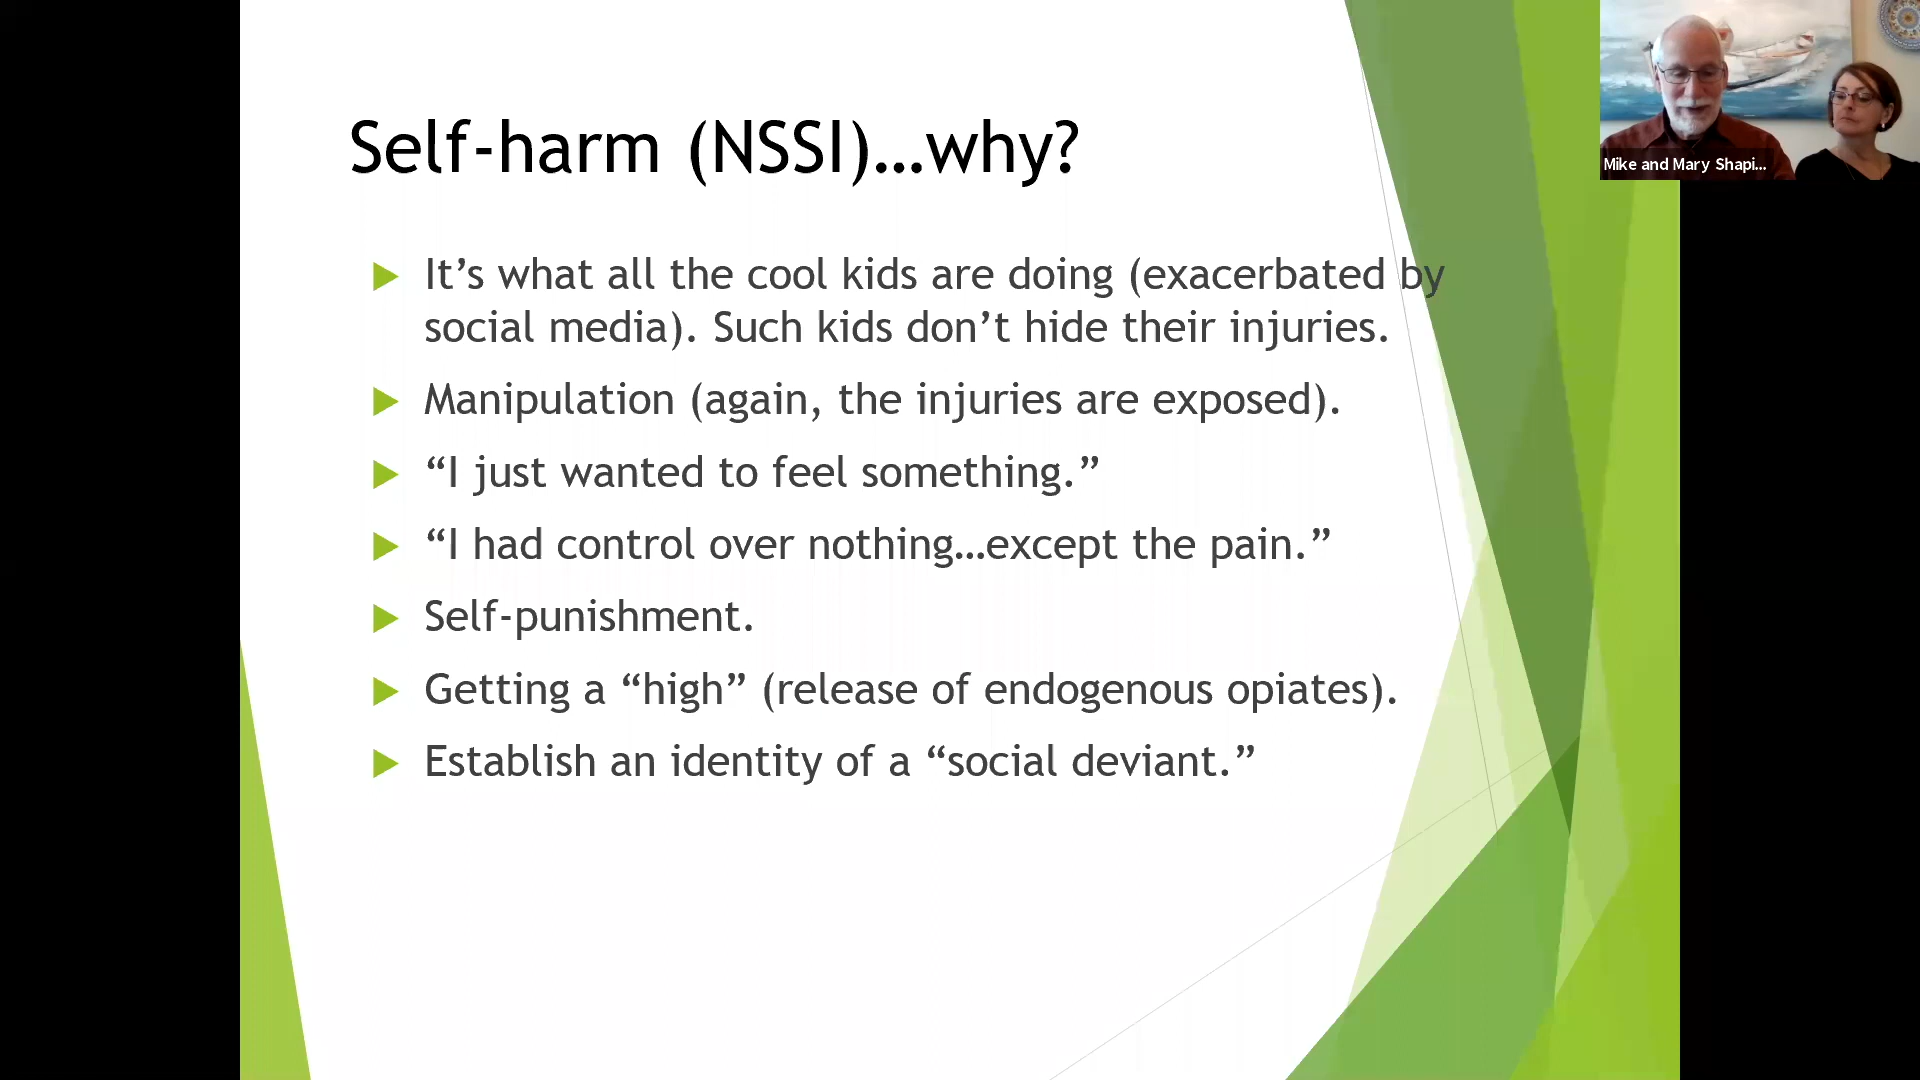 Self-harm (NSSI)…why?
It’s what all the cool kids are doing (exacerbated by
social media). Such kids don’t hide their injuries.
Manipulation (again, the injuries are exposed).
“I just wanted to feel something.”
“I had control over nothing…except the pain.”
Self-punishment.
Getting a “high” (release of endogenous opiates).
Establish an identity of a “social deviant.”
Mike and Mary Shapi...